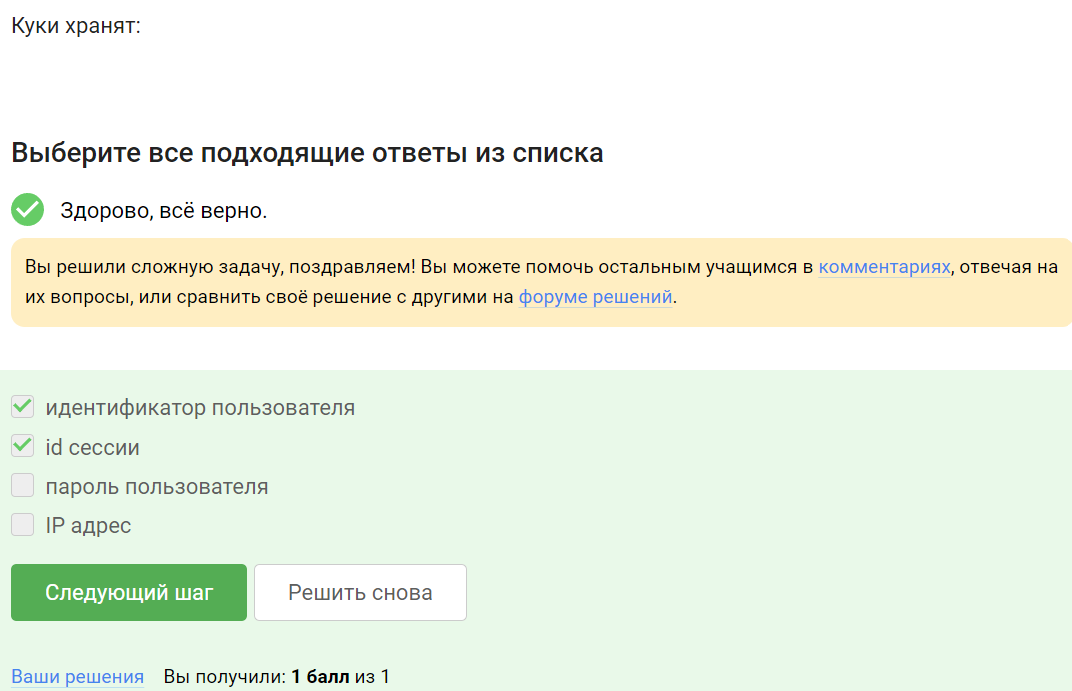 Куки хранят:
Выберите все подходящие ответы из списка
Здорово, всё верно.
Вы решили сложную задачу, поздравляем! Вы можете помочь остальным учащимся в комментариях, отвечая на
их вопросы, или сравнить своё решение с другими на форуме решений.
идентификатор пользователя
id сессии
пароль пользователя
IP адрес
Следующий шаг Решить снова
Ваши решения Вы получили: 1 балл из 1